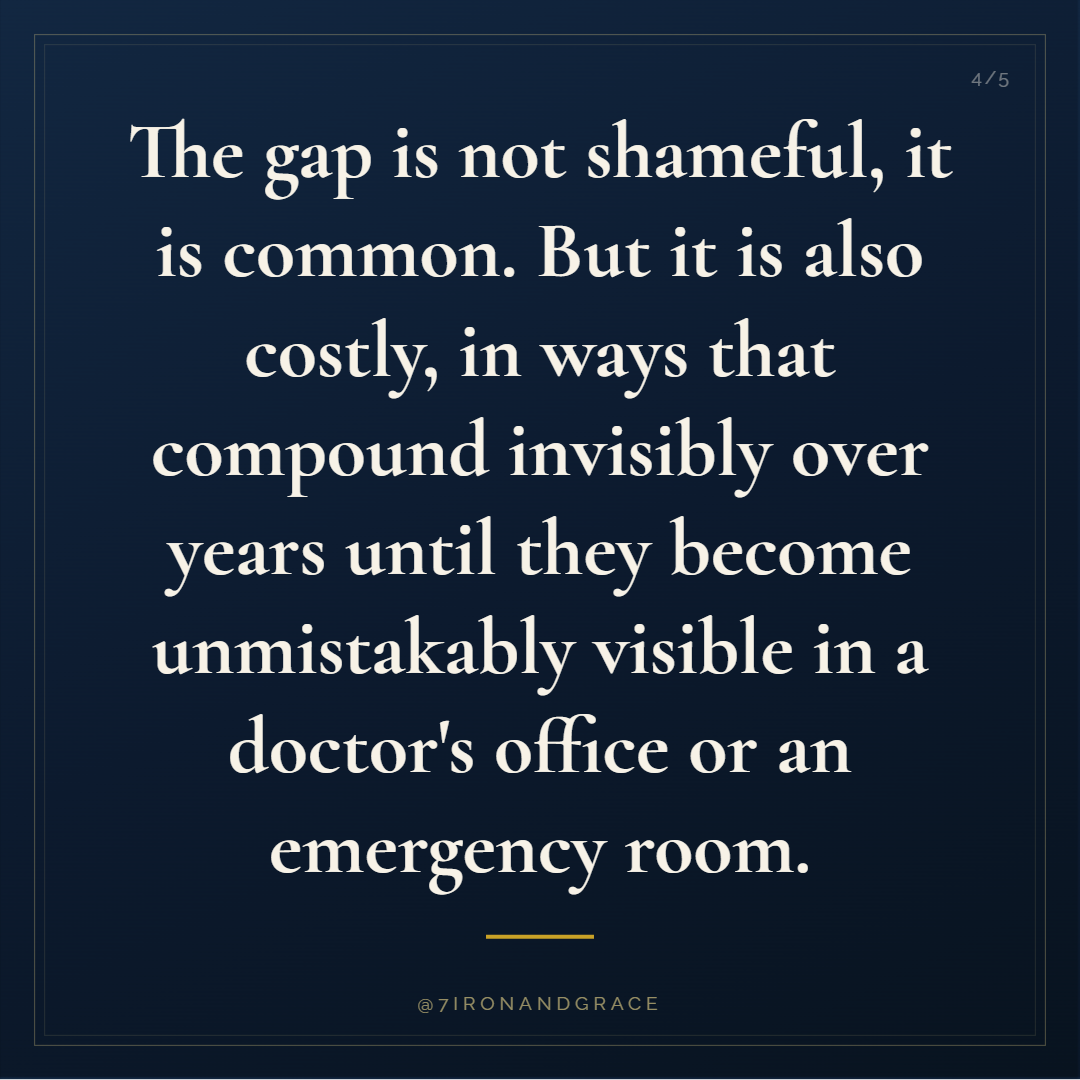 4/5
The gap is not shameful, it
is common. But it is also
costly, in ways that
compound invisibly over
years until they become
unmistakably visible in a
doctor's office or an
emergency room.
@7IRONANDGRACE